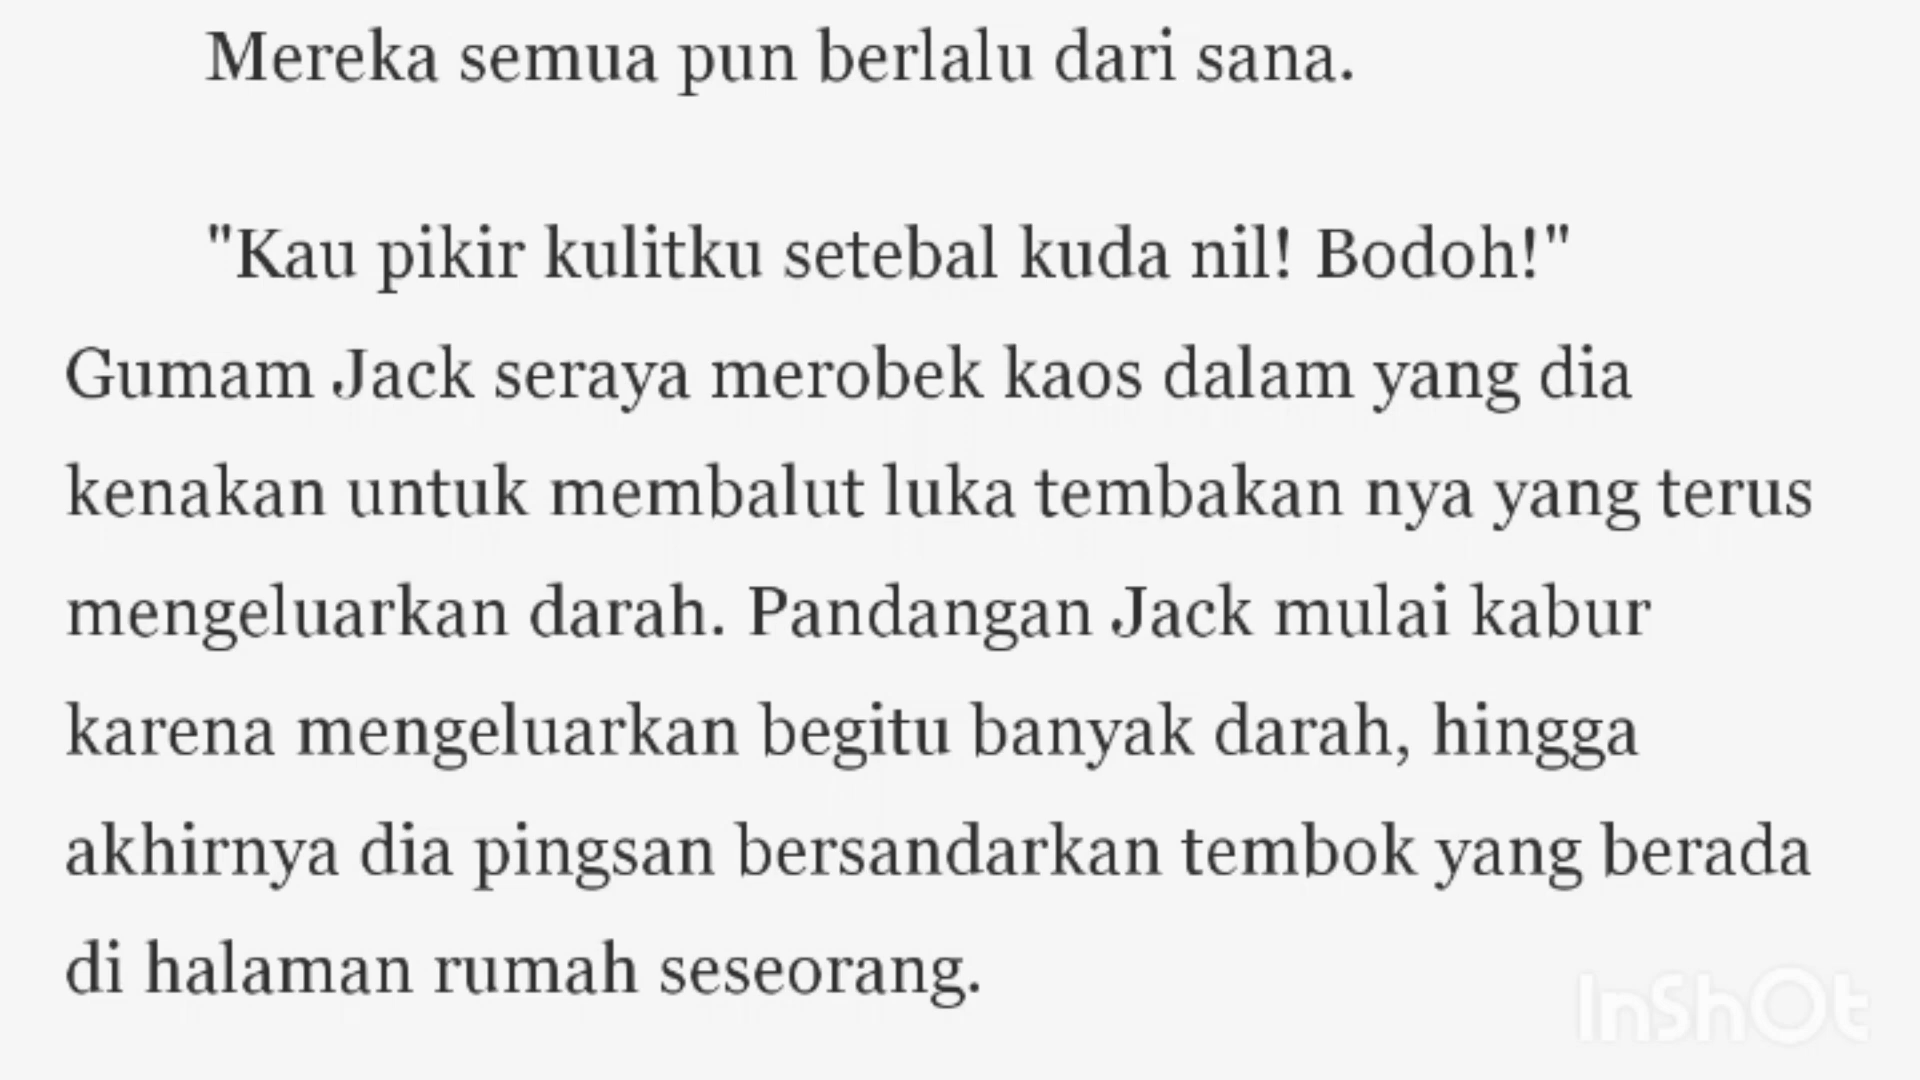 Mereka semua pun berlalu dari sana.
"Kau pikir kulitku setebal kuda nil! Bodoh!"
Gumam Jack seraya merobek kaos dalam yang dia
kenakan untuk membalut luka tembakan nya yang terus
mengeluarkan darah. Pandangan Jack mulai kabur
karena mengeluarkan begitu banyak darah, hingga
akhirnya dia pingsan bersandarkan tembok yang berada
di halaman rumah seseorang.
InShOt